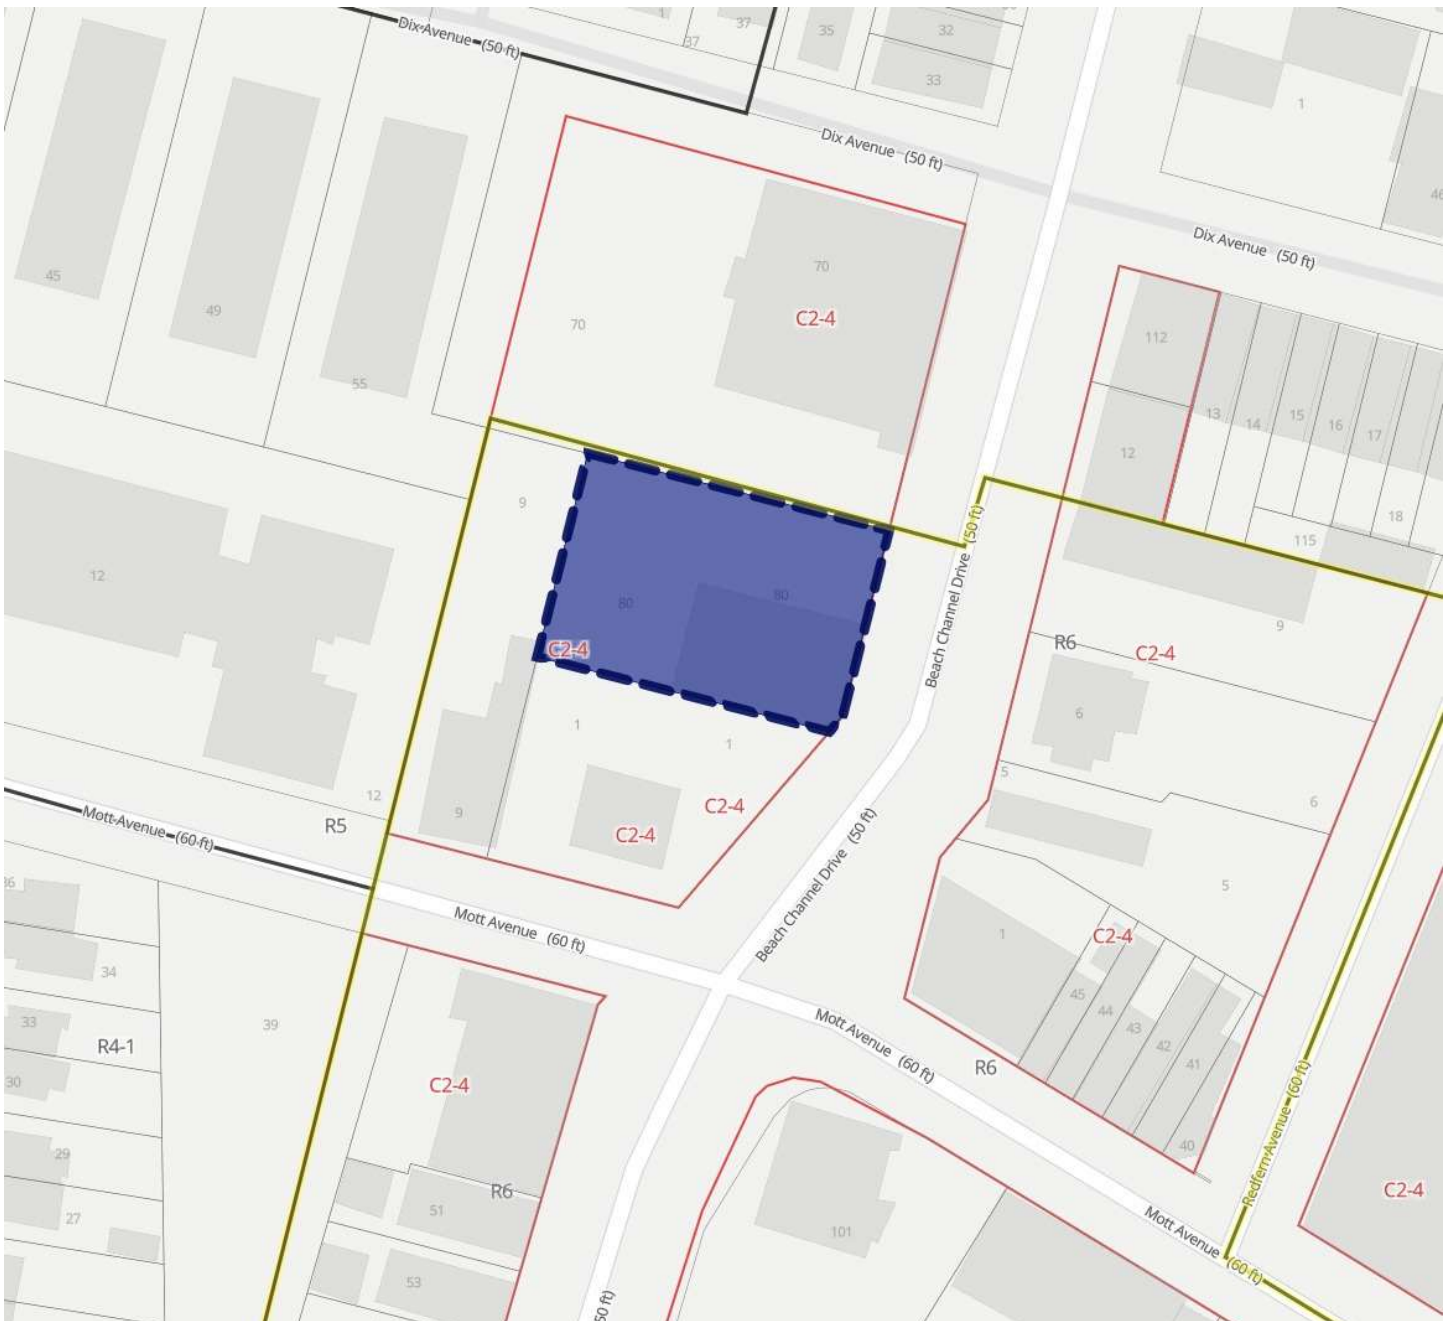 1
37
37
35
32
33
Dix Avenue (50 ft)
1
Dix Avenue (50 ft)
46
Dix Avenue (50 ft)
45
49
55
70
70
C2-4
112
12
13
14
15
16
17
18
115
9
9
12
80
80
C2-4
Beach Channel Drive (50 ft)
R6
C2-4
6
5
6
1
1
C2-4
C2-4
9
12
R5
Mott Avenue (60 ft)
Mott Avenue (60 ft)
Beach Channel Drive (50 ft)
5
1
C2-4
45
44
43
42
41
40
36
34
33
30
29
27
R4-1
39
C2-4
R6
51
53
50 ft)
Mott Avenue (60 ft)
R6
101
Mott Avenue (60 ft)
Redfern Avenue (60 ft)
C2-4